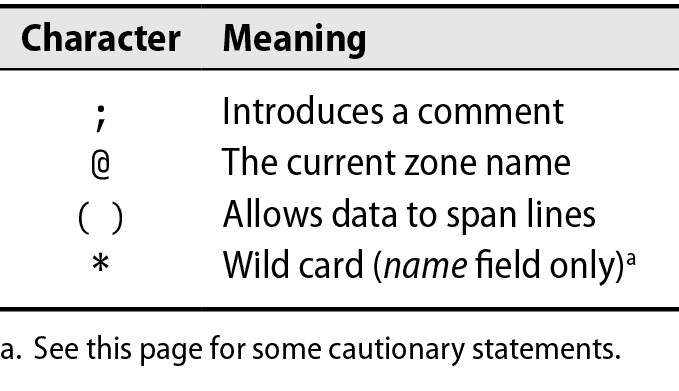 Character Meaning
; Introduces a comment
@ The current zone name
( ) Allows data to span lines
* Wild card (name field only)a
a. See this page for some cautionary statements.